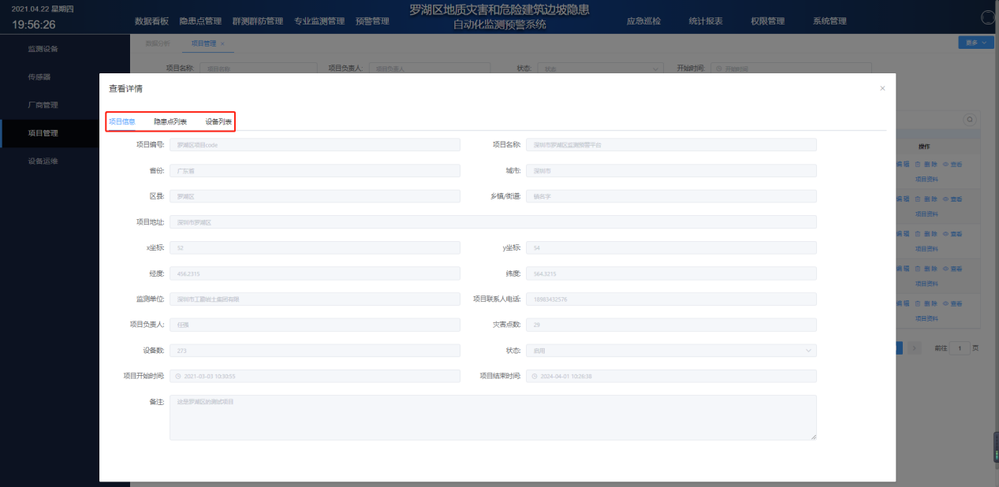 2021.04.22 星期四
19:56:26
罗湖区地质灾害和危险建筑边坡隐患
自动化监测预警系统
数据看板 隐患点管理 群测群防管理 专业监测管理 预警管理 应急巡检 统计报表 权限管理 系统管理
监测设备
传感器
厂商管理
项目管理
设备运维
数据分析 项目管理 × 更多
项目名称: 项目名称 项目负责人: 项目负责人 状态: 状态 开始时间: 开始时间
查看详情 ×
项目信息 隐患点列表 设备列表
项目编号: 罗湖区项目code 项目名称: 深圳市罗湖区监测预警平台
省份: 广东省 城市: 深圳市
区县: 罗湖区 乡镇/街道: 镇名字
项目地址: 深圳市罗湖区
x坐标: 52 y坐标: 54
经度: 456.2315 纬度: 564.3215
监测单位: 深圳市工勘岩土集团有限 项目联系人电话: 18983432576
项目负责人: 任强 灾害点数: 29
设备数: 273 状态: 启用
项目开始时间: 2021-03-03 10:30:55 项目结束时间: 2024-04-01 10:26:38
备注: 这是罗湖区的测试项目
操作
编辑 删除 查看
项目资料
编辑 删除 查看
项目资料
编辑 删除 查看
项目资料
编辑 删除 查看
项目资料
编辑 删除 查看
项目资料
前往 1 页